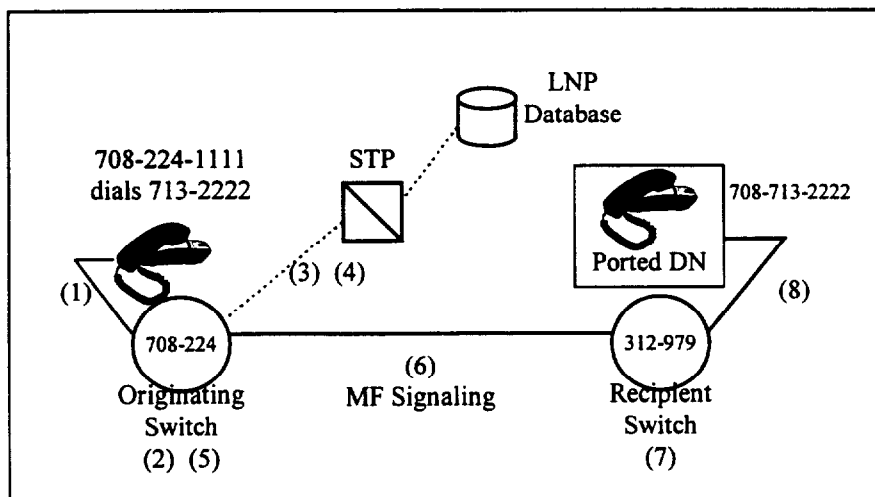 LNP
Database
STP
708-224-1111
dials 713-2222
708-713-2222
Ported DN
(1)
(3) (4)
(8)
708-224
312-979
(6)
MF Signaling
Originating
Switch
(2) (5)
Recipient
Switch
(7)